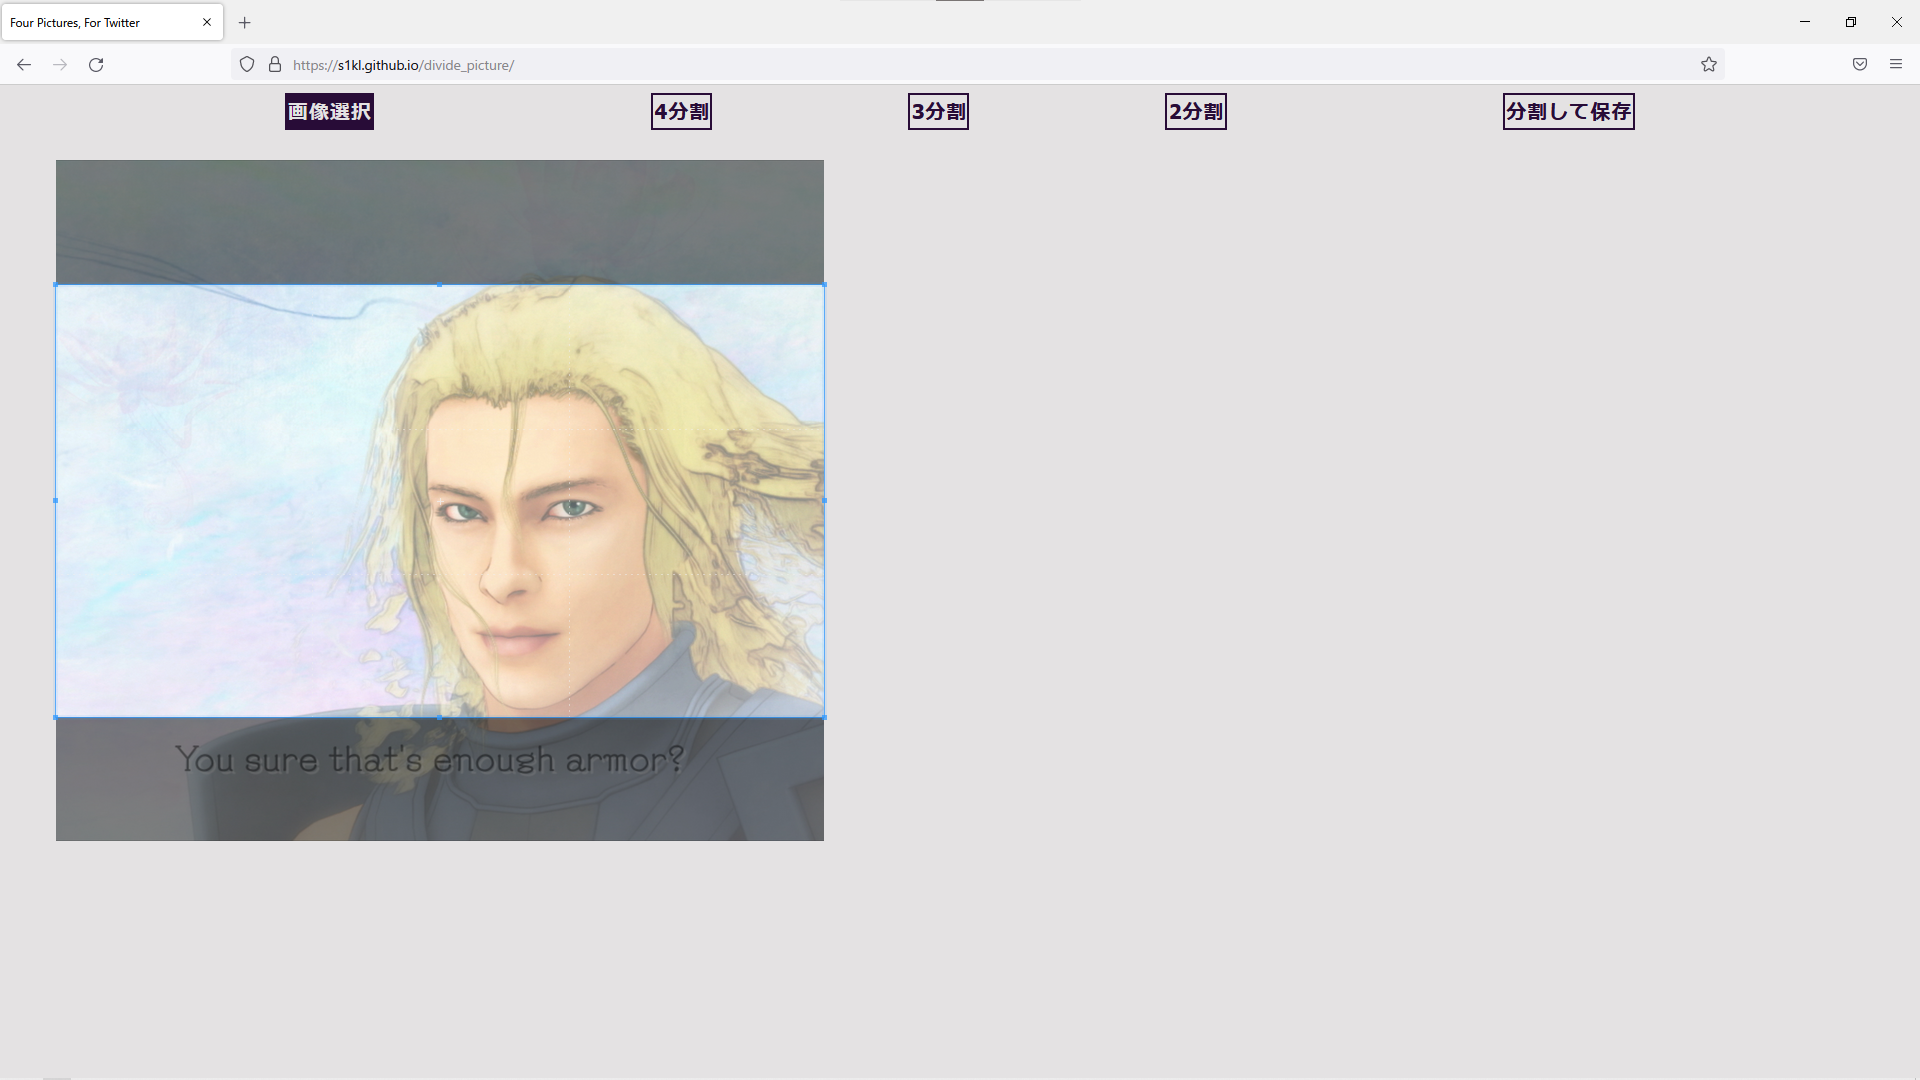 Four Pictures, For Twitter
https://s1kl.github.io/divide_picture/
画像選択
4分割
3分割
2分割
分割して保存
You sure that's enough armor?